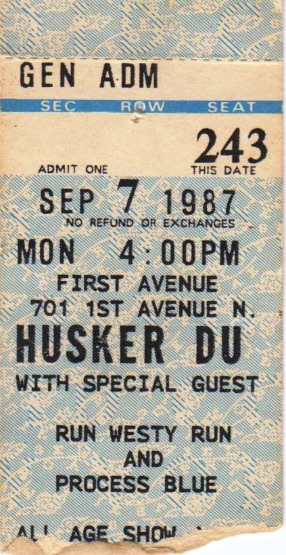 GEN ADM
SEC ROW SEAT
243
ADMIT ONE THIS DATE
SEP 7 1987
NO REFUND OR EXCHANGES
MON 4:00PM
FIRST AVENUE
701 1ST AVENUE N.
HUSKER DU
WITH SPECIAL GUEST
RUN WESTY RUN
AND
PROCESS BLUE
ALL AGE SHOW